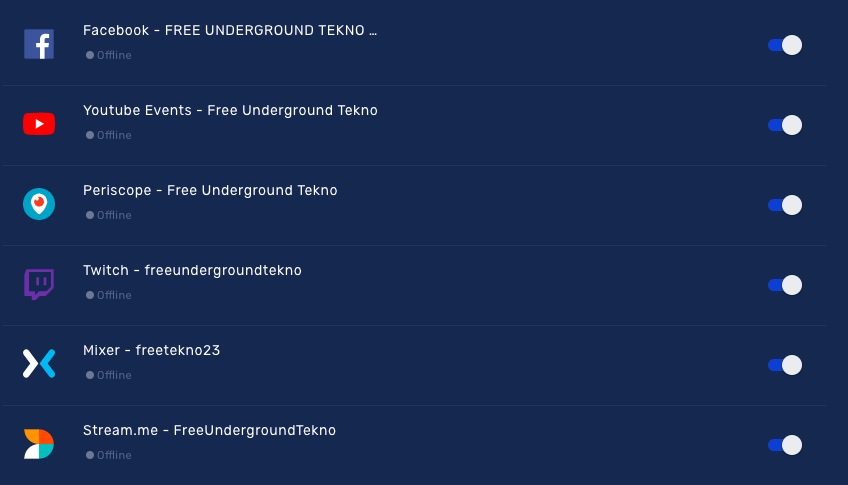 Facebook - FREE UNDERGROUND TEKNO ...
Offline
Youtube Events - Free Underground Tekno
Offline
Periscope - Free Underground Tekno
Offline
Twitch - freeundergroundtekno
Offline
Mixer - freetekno23
Offline
Stream.me - FreeUndergroundTekno
Offline